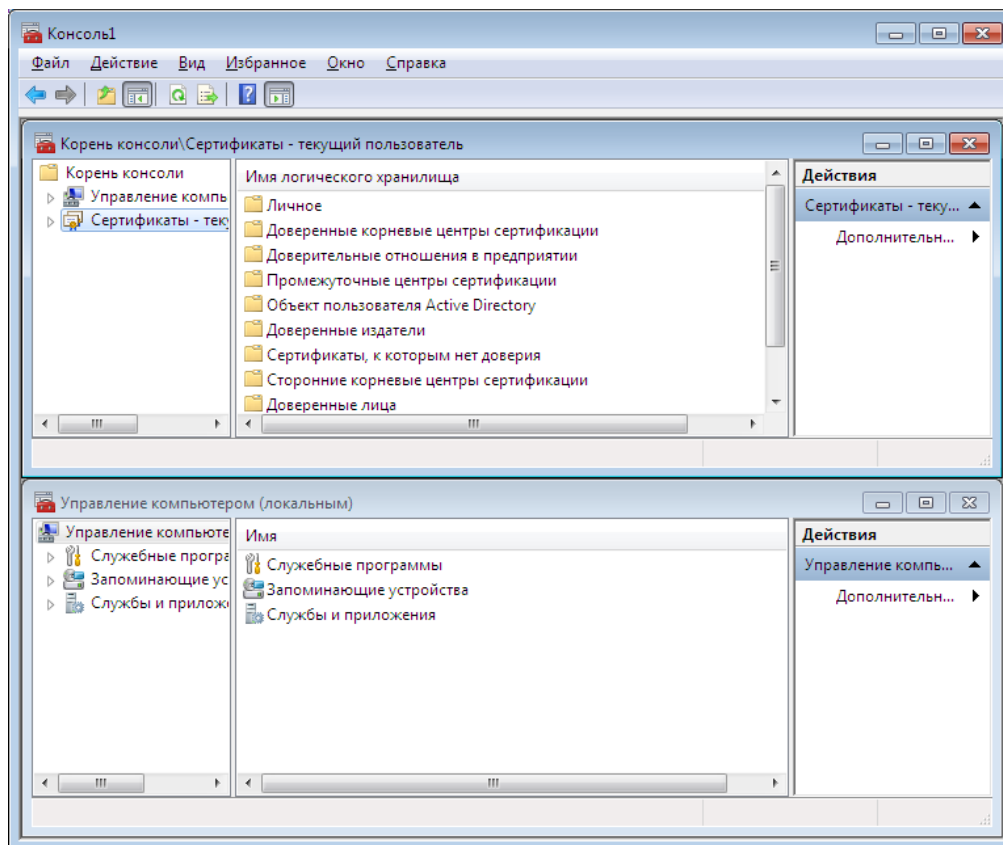 Консоль1
Файл Действие Вид Избранное Окно Справка
Корень консоли\Сертификаты - текущий пользователь
Корень консоли
Управление компь
Сертификаты - тек
Имя логического хранилища
Личное
Доверенные корневые центры сертификации
Доверительные отношения в предприятии
Промежуточные центры сертификации
Объект пользователя Active Directory
Доверенные издатели
Сертификаты, к которым нет доверия
Сторонние корневые центры сертификации
Доверенные лица
Действия
Сертификаты - теку...
Дополнительн...
Управление компьютером (локальным)
Управление компьюте
Служебные програ
Запоминающие ус
Службы и прилож
Имя
Служебные программы
Запоминающие устройства
Службы и приложения
Действия
Управление компь...
Дополнительн...